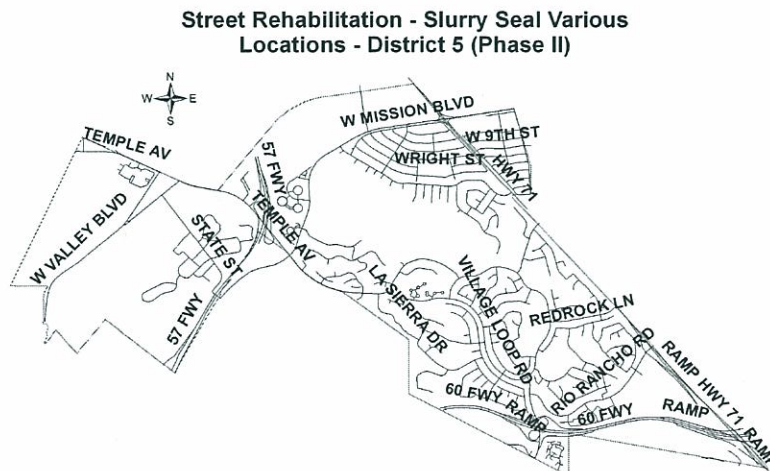 Street Rehabilitation - Slurry Seal Various
Locations - District 5 (Phase II)
N
W E
S
TEMPLE AV
W MISSION BLVD
W 9TH ST
WRIGHT ST
HWY 71
57 FWY
TEMPLE AV
W VALLEY BLVD
STATE ST
57 FWY
LA SIERRA DR
VILLAGE LOOP RD
REDROCK LN
RIO RANCHO RD
60 FWY
RAMP
60 FWY
RAMP
RAMP
HWY 71
RAMP